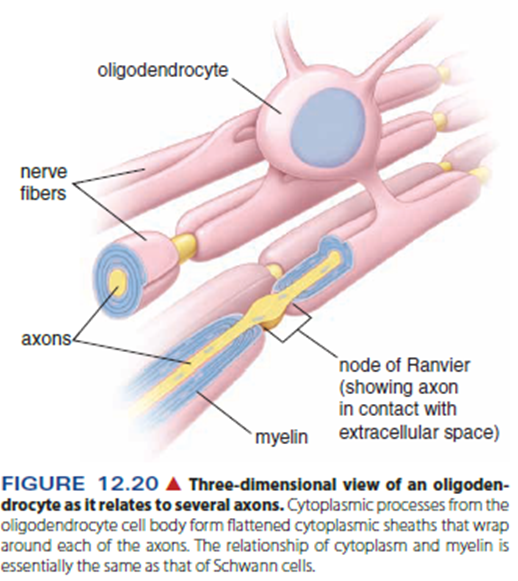 oligodendrocyte
nerve
fibers
axons
node of Ranvier
(showing axon
in contact with
extracellular space)
myelin
FIGURE 12.20 ▲ Three-dimensional view of an oligoden-
drocyte as it relates to several axons. Cytoplasmic processes from the
oligodendrocyte cell body form flattened cytoplasmic sheaths that wrap
around each of the axons. The relationship of cytoplasm and myelin is
essentially the same as that of Schwann cells.